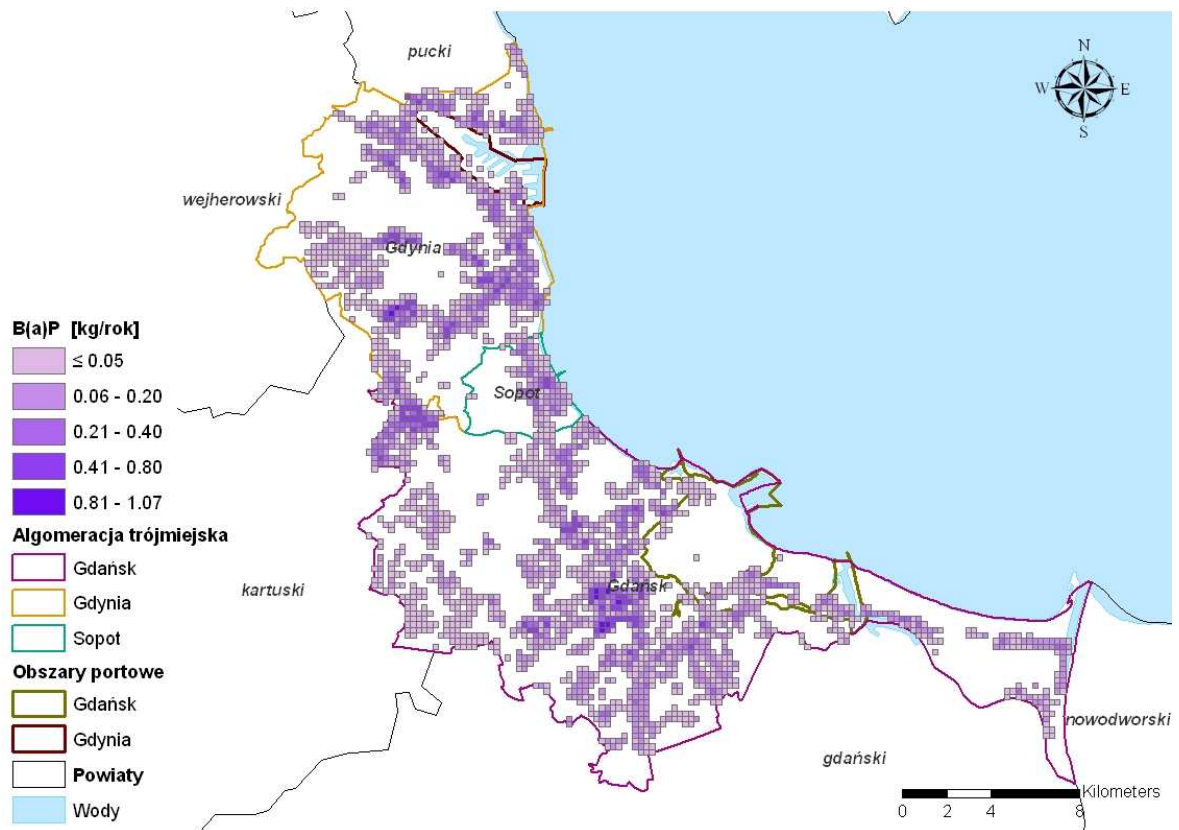 pucki
N
W
E
S
wejherowski
Gdynia
B(a)P [kg/rok]
≤ 0.05
0.06 - 0.20
0.21 - 0.40
0.41 - 0.80
0.81 - 1.07
Algomeracja trójmiejska
Gdańsk
Gdynia
Sopot
Obszary portowe
Gdańsk
Gdynia
Powiaty
Wody
Sopot
kartuski
Gdańsk
nowodworski
gdański
Kilometers
0 2 4 8